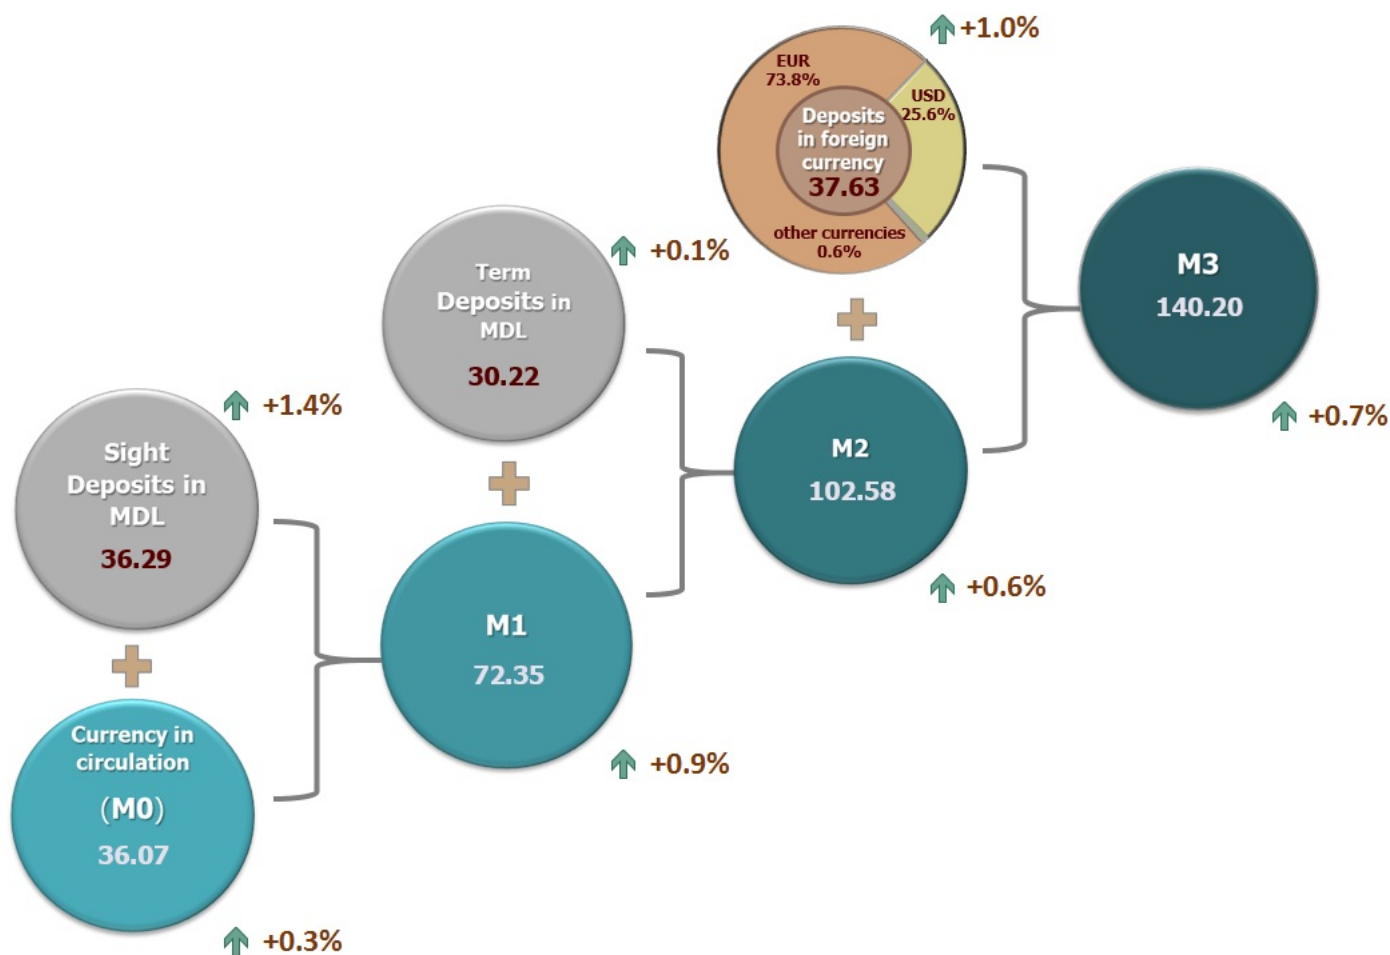 Sight
Deposits in
MDL
36.29
+1.4%
Currency in
circulation
(M0)
36.07
+0.3%
Term
Deposits in
MDL
30.22
+0.1%
M1
72.35
+0.9%
EUR
73.8%
USD
25.6%
Deposits
in foreign
currency
37.63
other currencies
0.6%
+1.0%
M2
102.58
+0.6%
M3
140.20
+0.7%